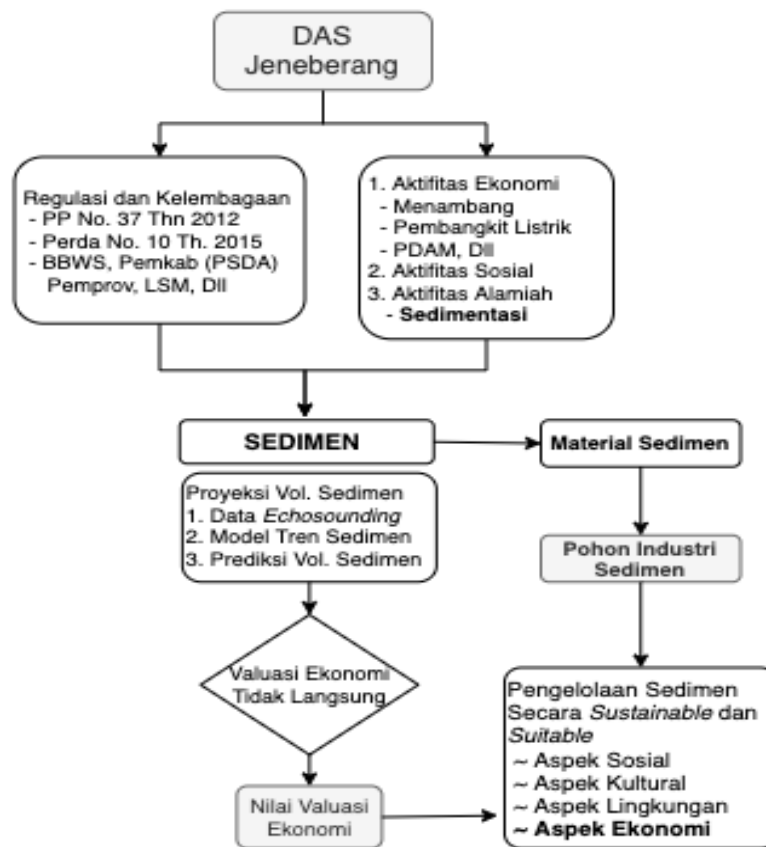 DAS
Jeneberang
Regulasi dan Kelembagaan
- PP No. 37 Thn 2012
- Perda No. 10 Th. 2015
- BBWS, Pemkab (PSDA)
Pemprov, LSM, Dll
1. Aktifitas Ekonomi
- Menambang
- Pembangkit Listrik
- PDAM, Dll
2. Aktifitas Sosial
3. Aktifitas Alamiah
- Sedimentasi
SEDIMEN
Material Sedimen
Proyeksi Vol. Sedimen
1. Data Echosounding
2. Model Tren Sedimen
3. Prediksi Vol. Sedimen
Pohon Industri
Sedimen
Valuasi Ekonomi
Tidak Langsung
Pengelolaan Sedimen
Secara Sustainable dan
Suitable
~ Aspek Sosial
~ Aspek Kultural
~ Aspek Lingkungan
~ Aspek Ekonomi
Nilai Valuasi
Ekonomi